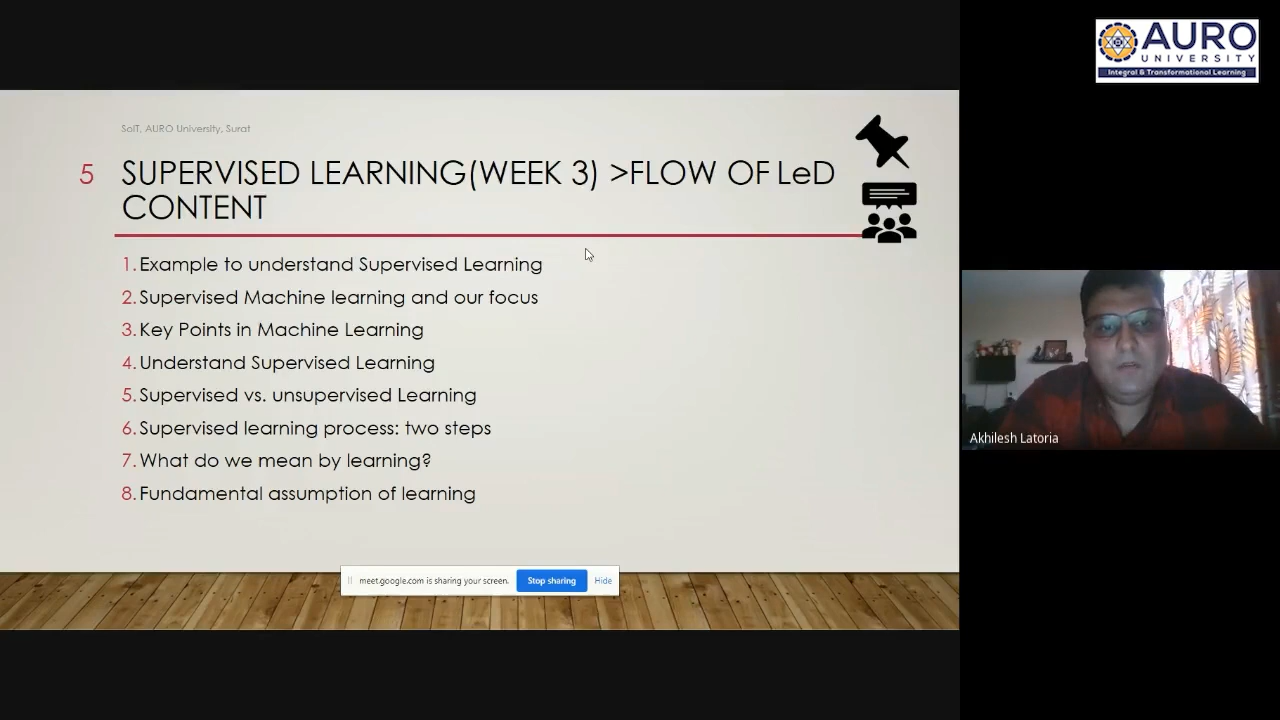 AURO
UNIVERSITY
Integral & Transformational Learning
SoIT, AURO University, Surat
5 SUPERVISED LEARNING(WEEK 3) >FLOW OF LeD
CONTENT
1. Example to understand Supervised Learning
2. Supervised Machine learning and our focus
3. Key Points in Machine Learning
4. Understand Supervised Learning
5. Supervised vs. unsupervised Learning
6. Supervised learning process: two steps
7. What do we mean by learning?
8. Fundamental assumption of learning
Akhilesh Latoria
meet.google.com is sharing your screen. Stop sharing Hide